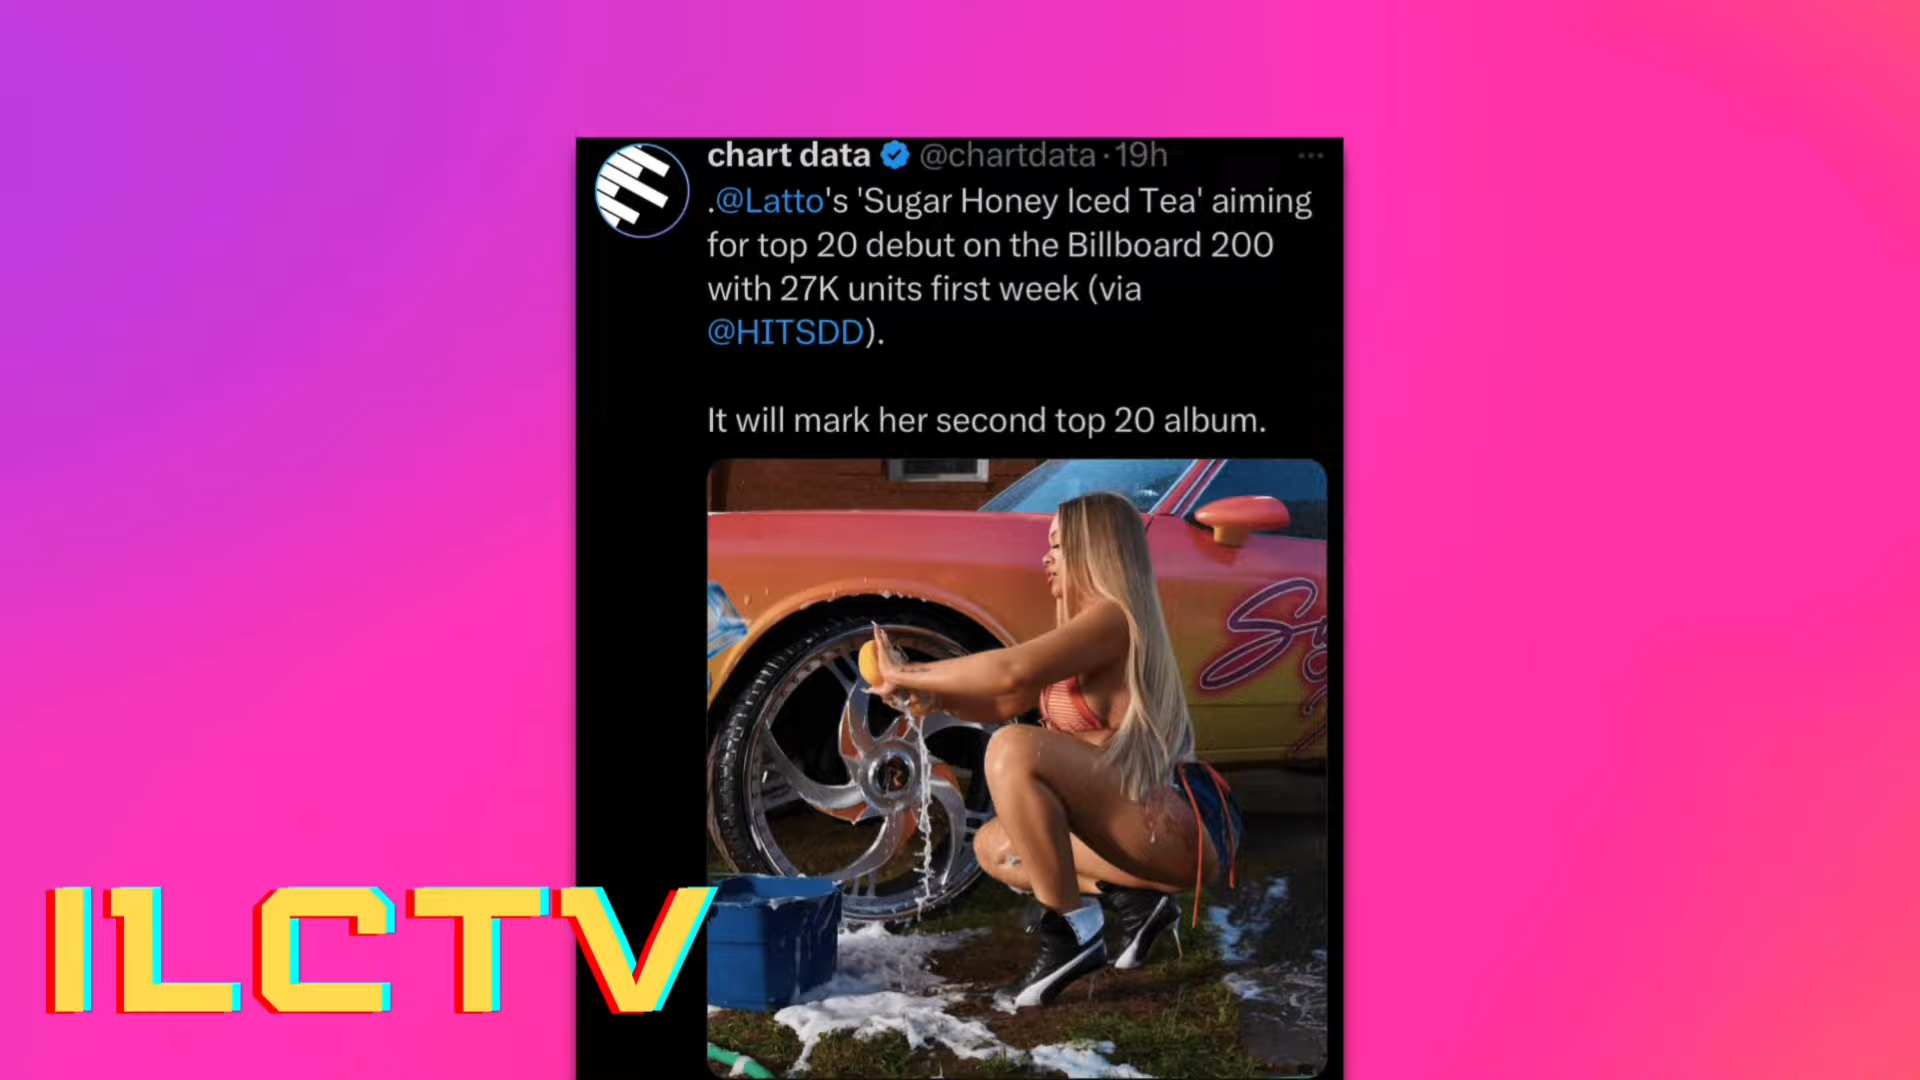 chart data @chartdata · 19h
.@Latto's 'Sugar Honey Iced Tea' aiming
for top 20 debut on the Billboard 200
with 27K units first week (via
@HITSDD).
It will mark her second top 20 album.
ILCTV